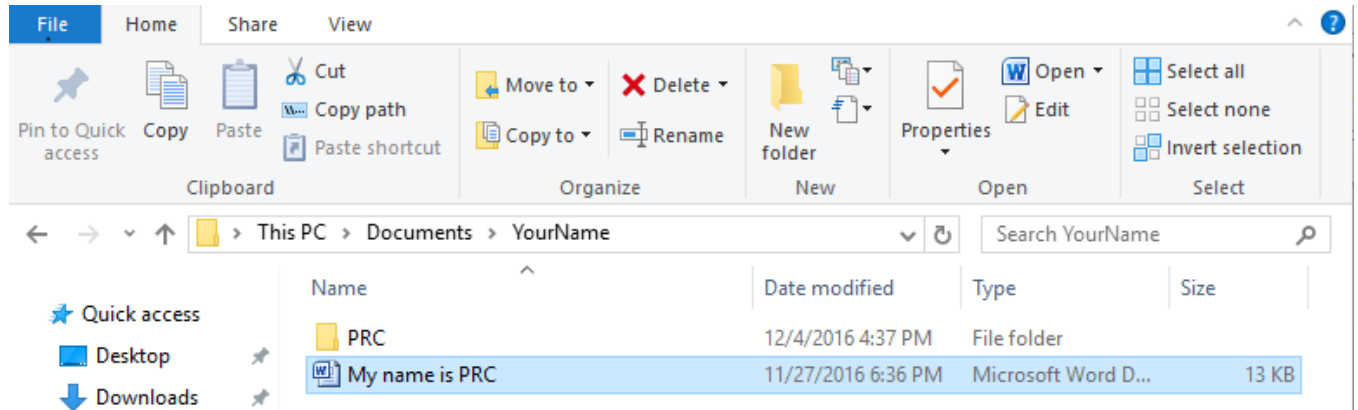 File Home Share View
Cut
Copy path
Paste shortcut
Pin to Quick access
Copy
Paste
Clipboard
Move to
Copy to
Delete
Rename
Organize
New folder
New
Properties
Open
Edit
Open
Select all
Select none
Invert selection
Select
This PC > Documents > YourName
Search YourName
Name Date modified Type Size
Quick access
Desktop
Downloads
PRC 12/4/2016 4:37 PM File folder
My name is PRC 11/27/2016 6:36 PM Microsoft Word D... 13 KB